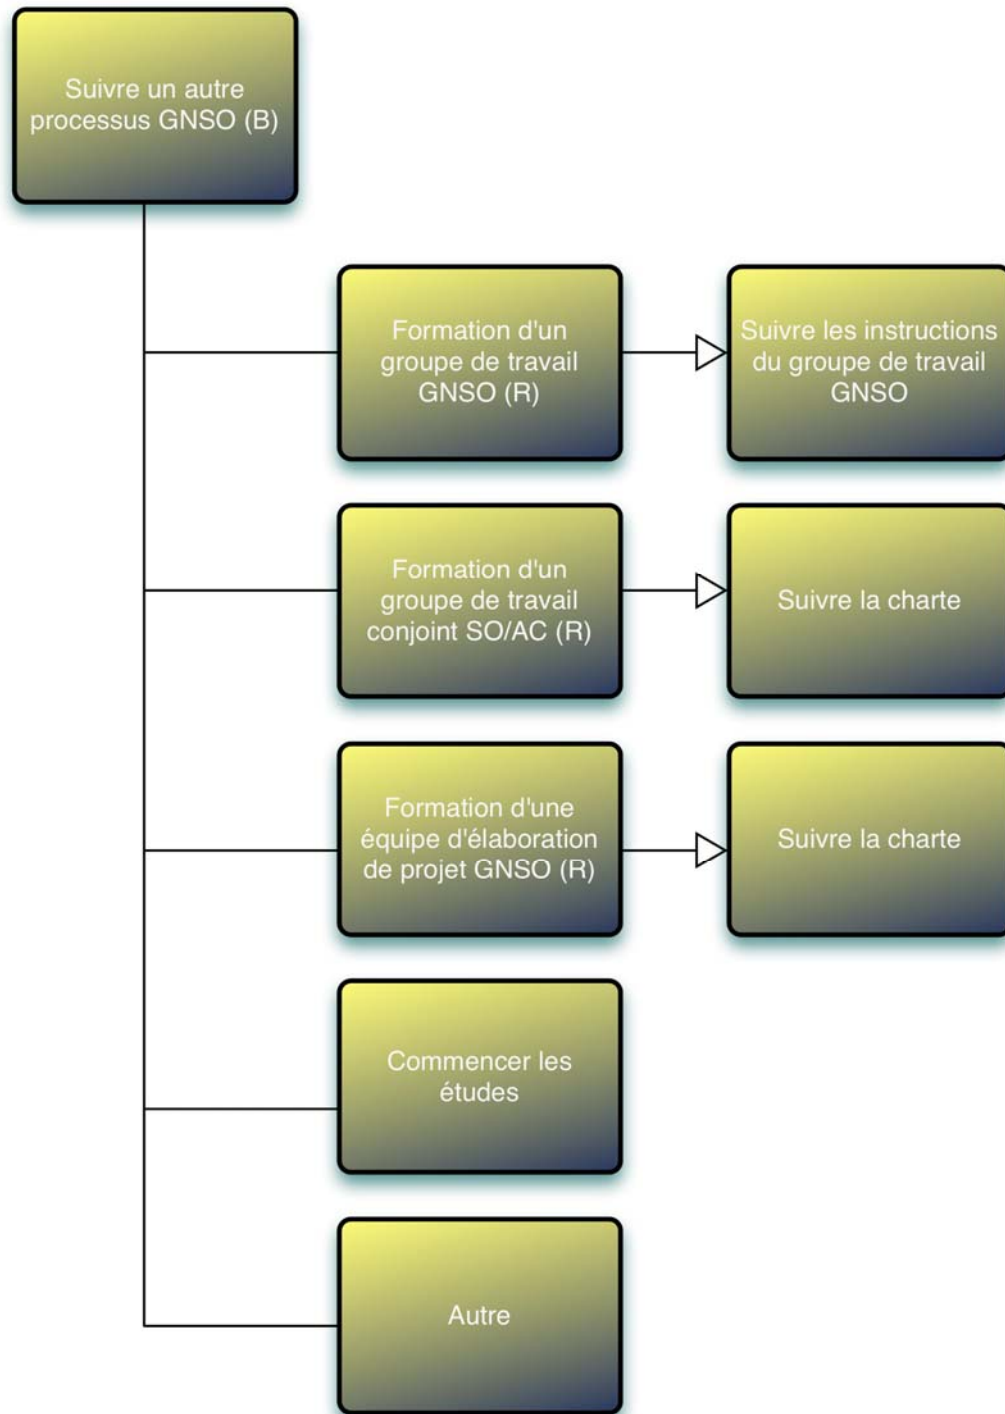 Suivre un autre
processus GNSO (B)
Formation d'un
groupe de travail
GNSO (R)
Suivre les instructions
du groupe de travail
GNSO
Formation d'un
groupe de travail
conjoint SO/AC (R)
Suivre la charte
Formation d'une
équipe d'élaboration
de projet GNSO (R)
Suivre la charte
Commencer les
études
Autre